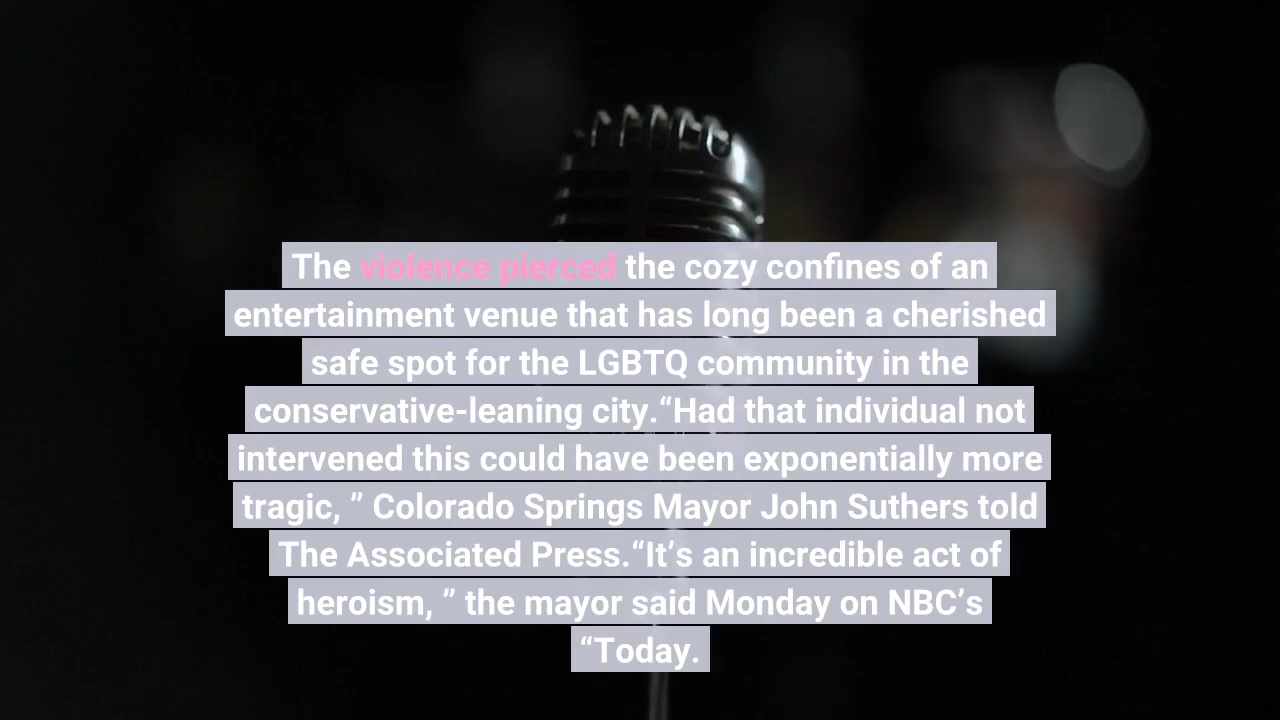 The violence pierced the cozy confines of an
entertainment venue that has long been a cherished
safe spot for the LGBTQ community in the
conservative-leaning city.“Had that individual not
intervened this could have been exponentially more
tragic, ” Colorado Springs Mayor John Suthers told
The Associated Press.“It’s an incredible act of
heroism, ” the mayor said Monday on NBC’s
“Today.